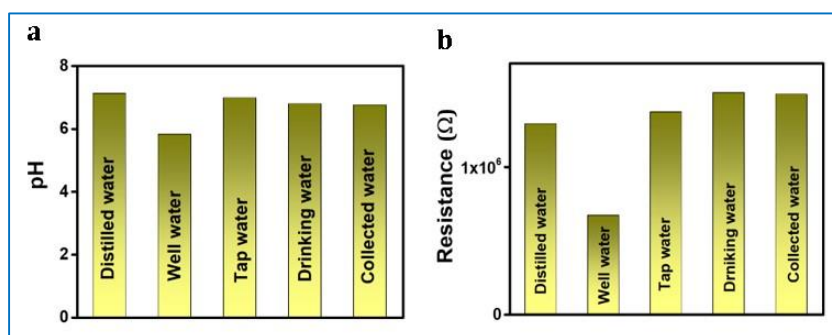 a
8
6
4
2
0
pH
Distilled water
Well water
Tap water
Drinking water
Collected water
b
1x10⁶
0
Resistance (Ω)
Distilled water
Well water
Tap water
Drniking water
Collected water